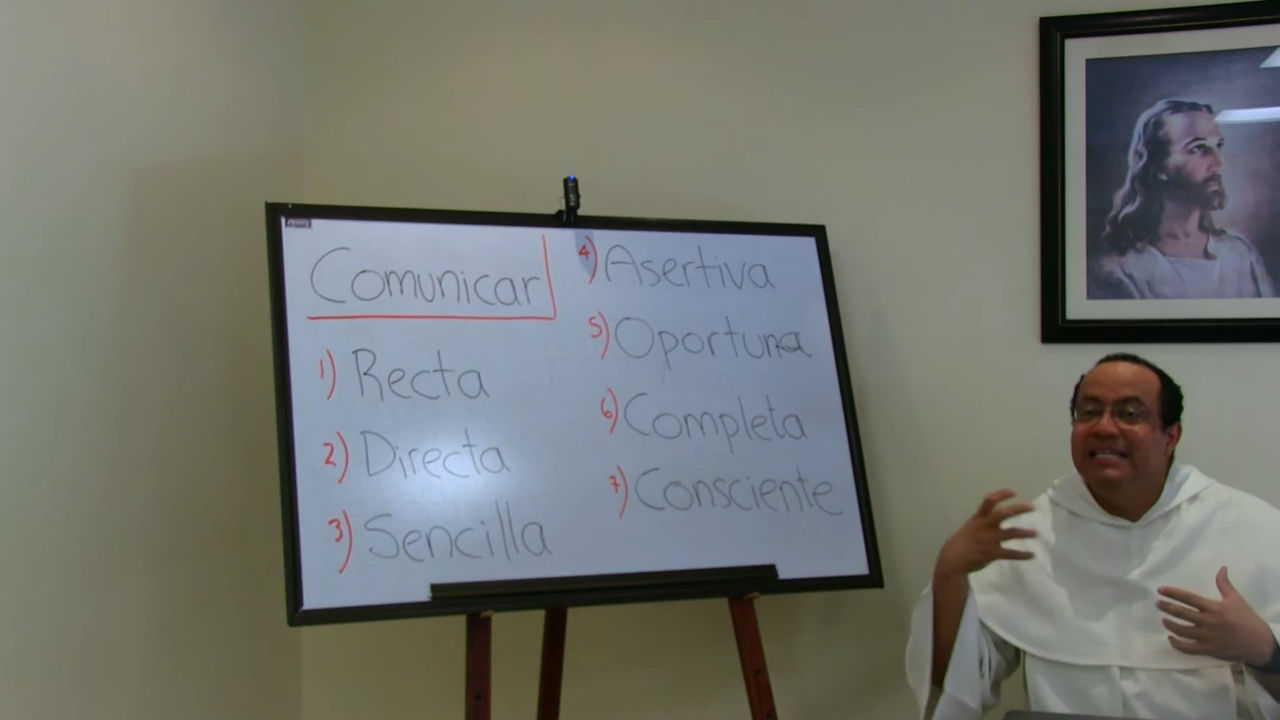 Comunicar
1) Recta
2) Directa
3) Sencilla
4) Asertiva
5) Oportuna
6) Completa
7) Consciente